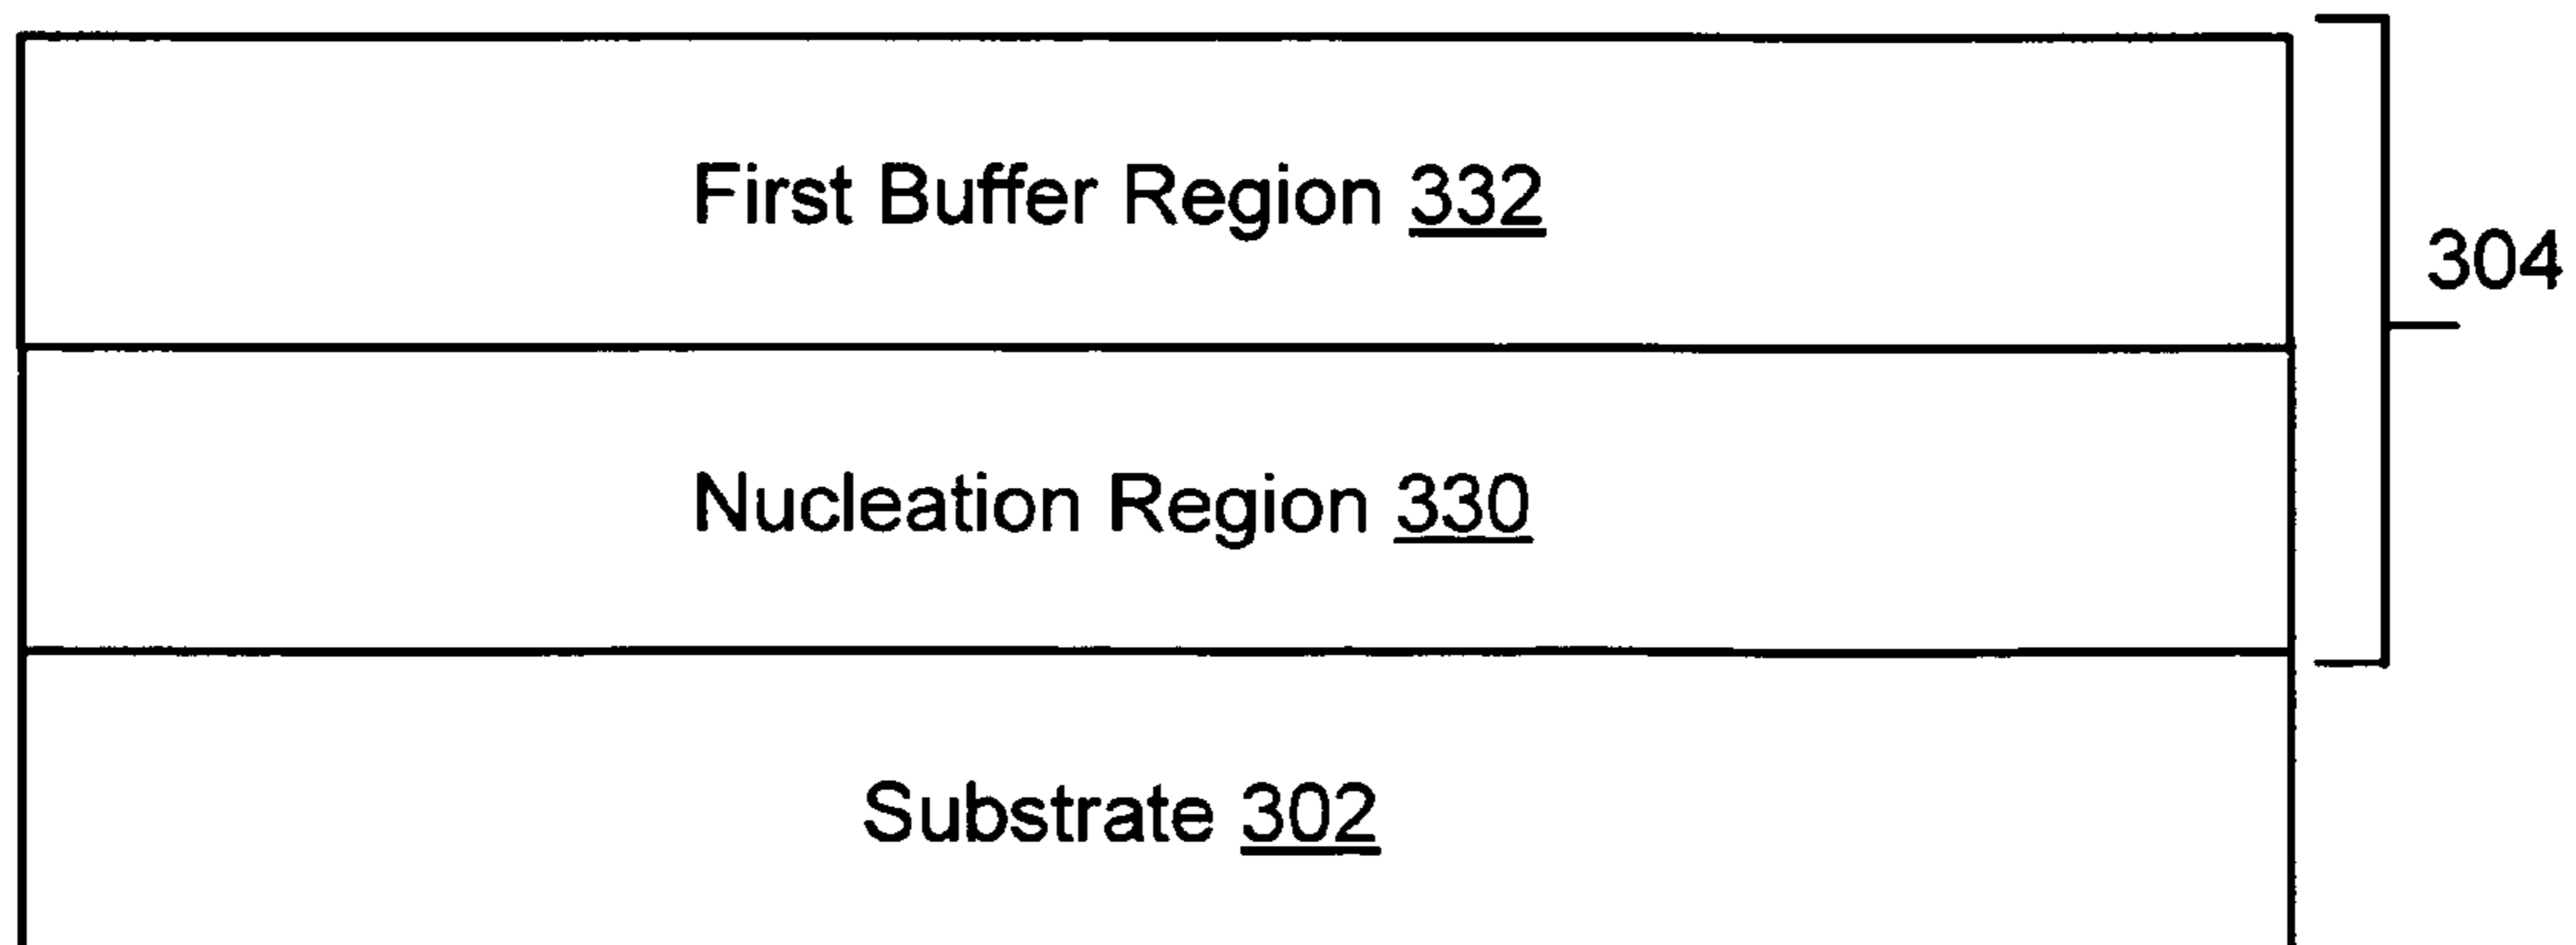 First Buffer Region 332
304
Nucleation Region 330
Substrate 302